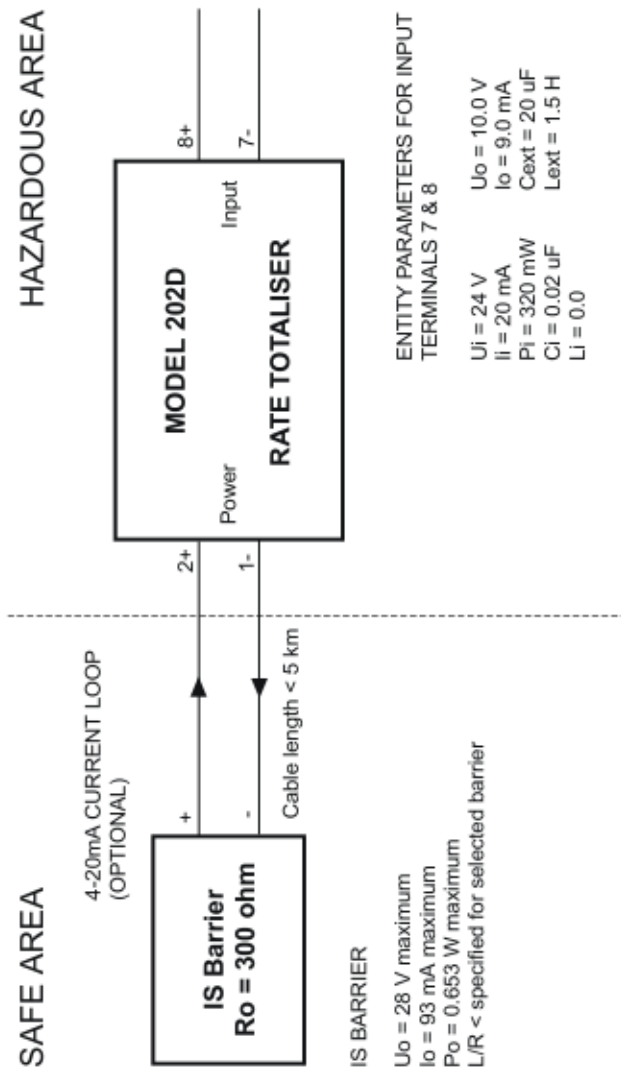 SAFE AREA
HAZARDOUS AREA
4-20mA CURRENT LOOP
(OPTIONAL)
IS Barrier
Ro = 300 ohm
+
-
Cable length < 5 km
2+
1-
Power
MODEL 202D
RATE TOTALISER
Input
8+
7-
IS BARRIER
Uo = 28 V maximum
Io = 93 mA maximum
Po = 0.653 W maximum
L/R < specified for selected barrier
ENTITY PARAMETERS FOR INPUT
TERMINALS 7 & 8
Ui = 24 V
Ii = 20 mA
Pi = 320 mW
Ci = 0.02 uF
Li = 0.0
Uo = 10.0 V
Io = 9.0 mA
Cext = 20 uF
Lext = 1.5 H